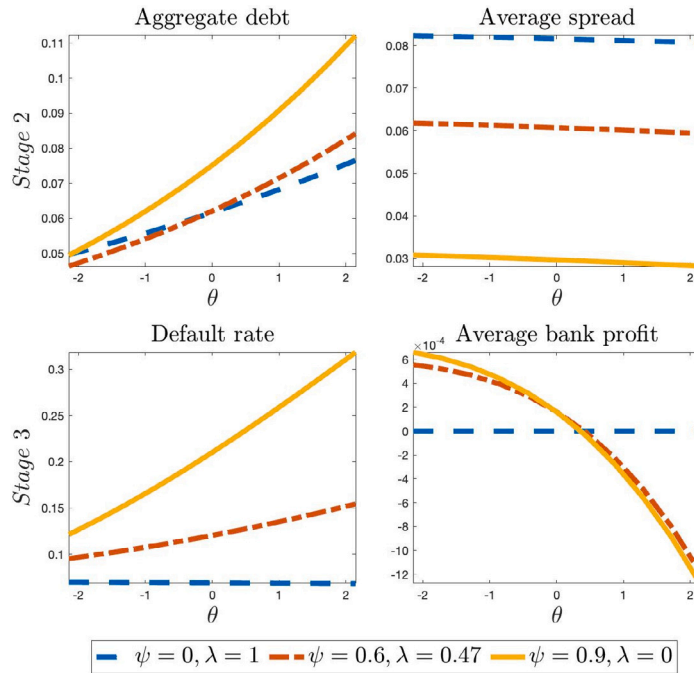 Aggregate debt
Average spread
Stage 2
0.11
0.1
0.09
0.08
0.07
0.06
0.05
-2 -1 0 1 2
θ
0.08
0.07
0.06
0.05
0.04
0.03
-2 -1 0 1 2
θ
Default rate
Average bank profit
Stage 3
0.3
0.25
0.2
0.15
0.1
-2 -1 0 1 2
θ
×10⁻⁴
6
4
2
0
-2
-4
-6
-8
-10
-12
-2 -1 0 1 2
θ
ψ = 0, λ = 1 ψ = 0.6, λ = 0.47 ψ = 0.9, λ = 0